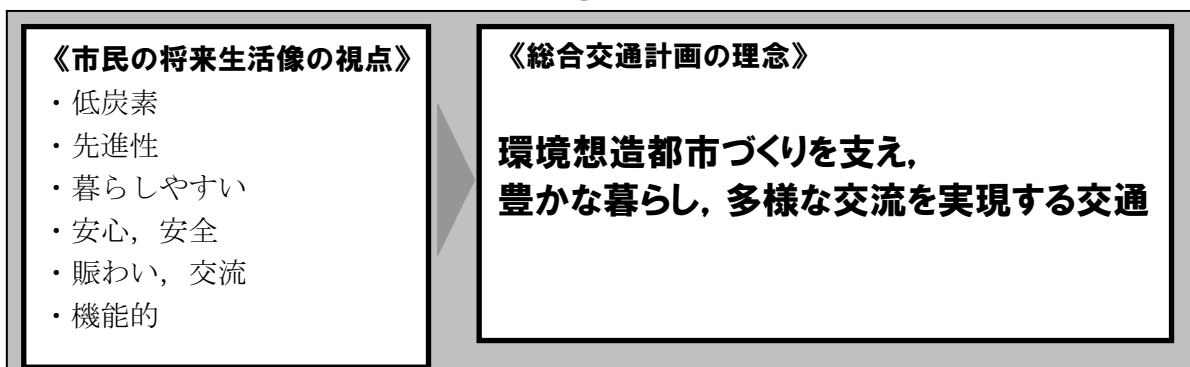 《市民の将来生活像の視点》
・低炭素
・先進性
・暮らしやすい
・安心，安全
・賑わい，交流
・機能的
《総合交通計画の理念》
環境想造都市づくりを支え，
豊かな暮らし，多様な交流を実現する交通